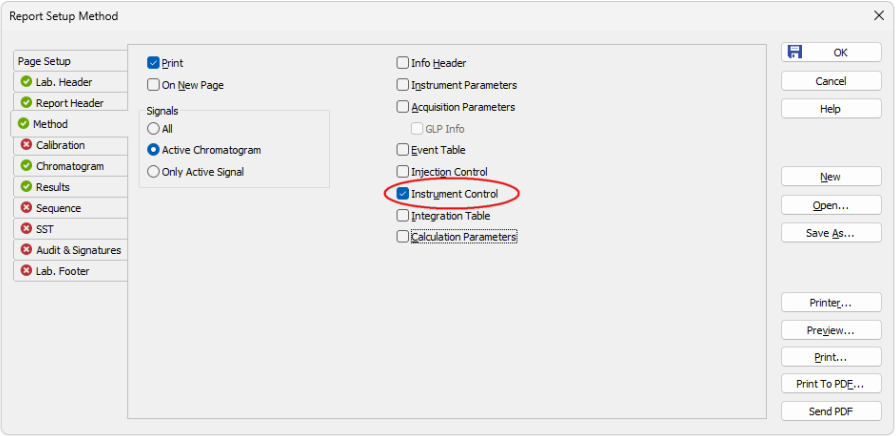 Report Setup Method
Page Setup
Lab. Header
Report Header
Method
Calibration
Chromatogram
Results
Sequence
SST
Audit & Signatures
Lab. Footer
Print
On New Page
Signals
All
Active Chromatogram
Only Active Signal
Info Header
Instrument Parameters
Acquisition Parameters
GLP Info
Event Table
Injection Control
Instrument Control
Integration Table
Calculation Parameters
OK
Cancel
Help
New
Open...
Save As...
Printer...
Preview...
Print...
Print To PDF...
Send PDF